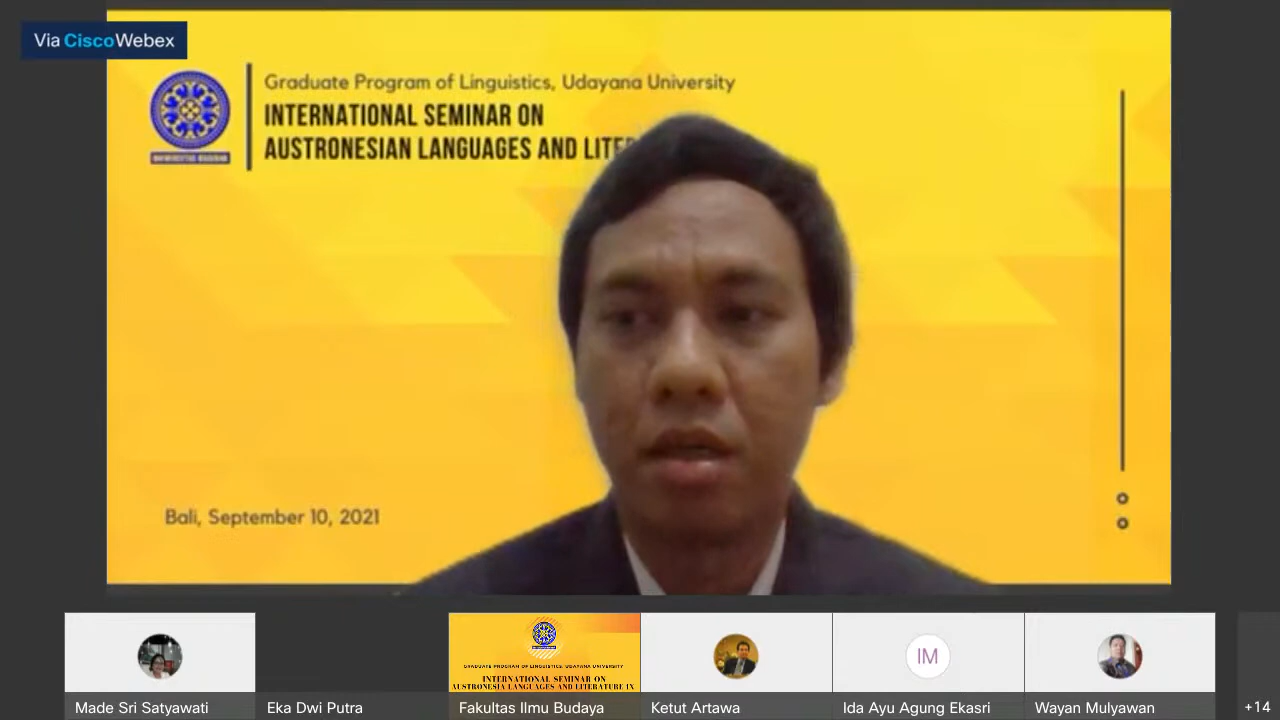 Via Cisco Webex
Graduate Program of Linguistics, Udayana University
INTERNATIONAL SEMINAR ON
AUSTRONESIAN LANGUAGES AND LITE
Bali, September 10, 2021
GRADUATE PROGRAM OF LINGUISTICS, UDAYANA UNIVERSITY
INTERNATIONAL SEMINAR ON
AUSTRONESIA LANGUAGES AND LITERATURE IX
IM
Made Sri Satyawati
Eka Dwi Putra
Fakultas Ilmu Budaya
Ketut Artawa
Ida Ayu Agung Ekasri
Wayan Mulyawan
+14